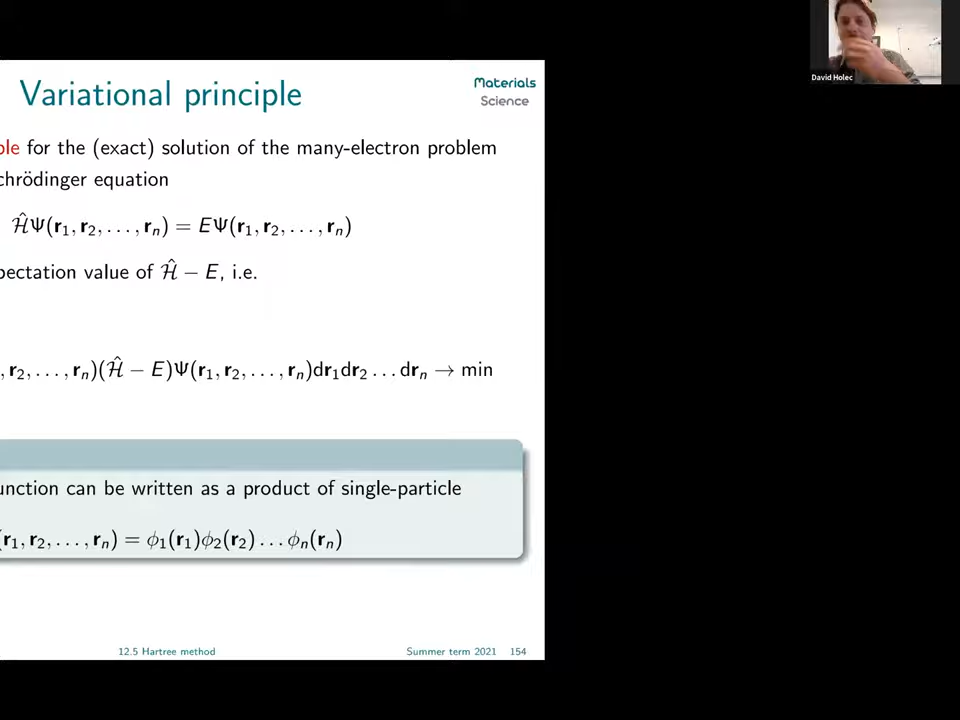 Variational principle
Materials
Science
David Holec
ple for the (exact) solution of the many-electron problem
chrödinger equation
ĤΨ(r₁, r₂, . . . , rₙ) = EΨ(r₁, r₂, . . . , rₙ)
pectation value of Ĥ − E, i.e.
, r₂, . . . , rₙ)(Ĥ − E)Ψ(r₁, r₂, . . . , rₙ)dr₁dr₂ . . . drₙ → min
unction can be written as a product of single-particle
(r₁, r₂, . . . , rₙ) = ϕ₁(r₁)ϕ₂(r₂) . . . ϕₙ(rₙ)
12.5 Hartree method
Summer term 2021 154